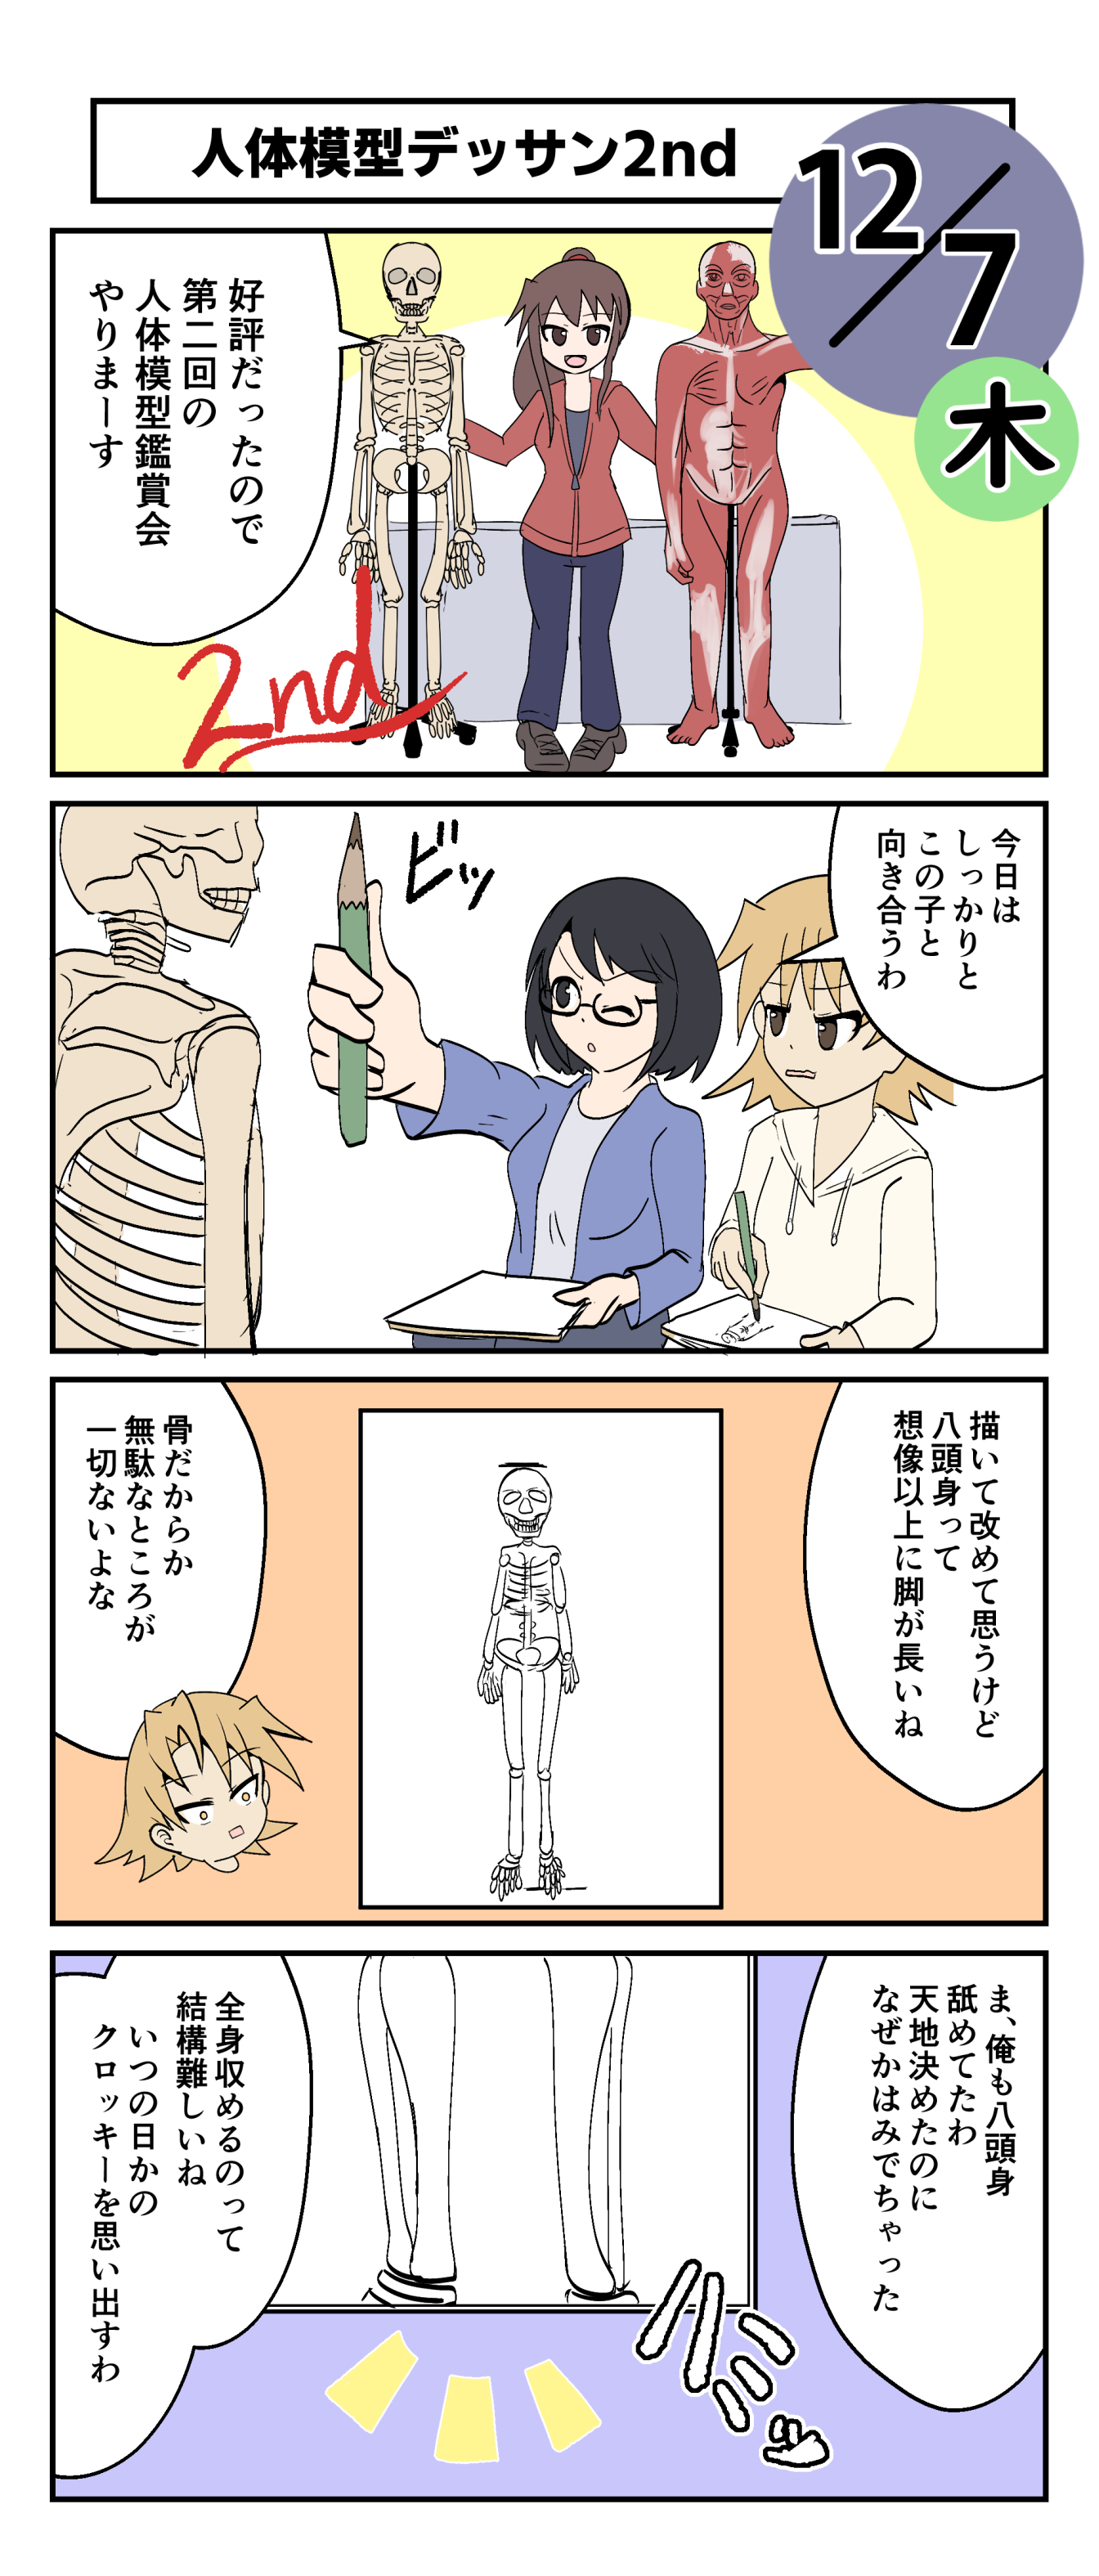 人体模型デッサン2nd
12/7
木
好評だったので
第二回の
人体模型鑑賞会
やりまーす
2nd
今日は
しっかりと
この子と
向き合うわ
ビッ
描いて改めて思うけど
八頭身って
想像以上に脚が長いね
骨だからか
無駄なところが
一切ないよな
ま、俺も八頭身
舐めてたわ
天地決めたのに
なぜかはみでちゃった
全身収めるのって
結構難しいね
いつの日かの
クロッキーを思い出すわ